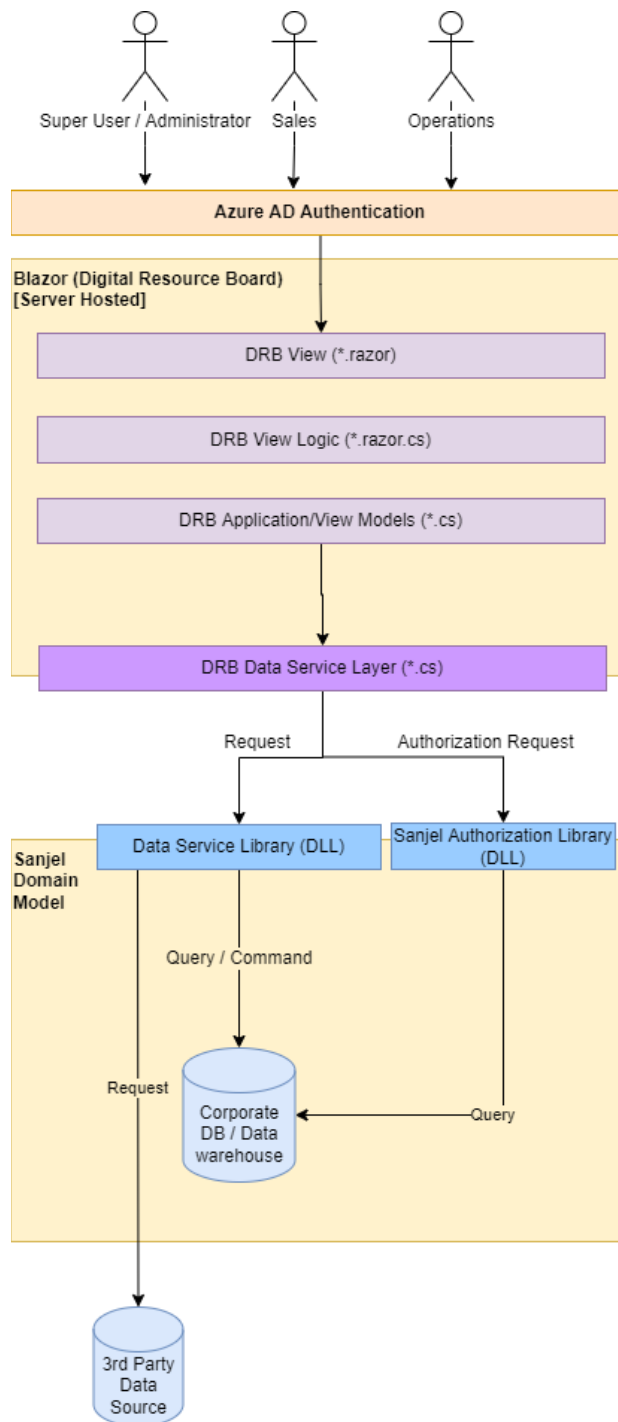 Super User / Administrator
Sales
Operations
Azure AD Authentication
Blazor (Digital Resource Board)
[Server Hosted]
DRB View (*.razor)
DRB View Logic (*.razor.cs)
DRB Application/View Models (*.cs)
DRB Data Service Layer (*.cs)
Request
Authorization Request
Data Service Library (DLL)
Sanjel Authorization Library
(DLL)
Sanjel
Domain
Model
Query / Command
Request
Corporate
DB / Data
warehouse
Query
3rd Party
Data
Source